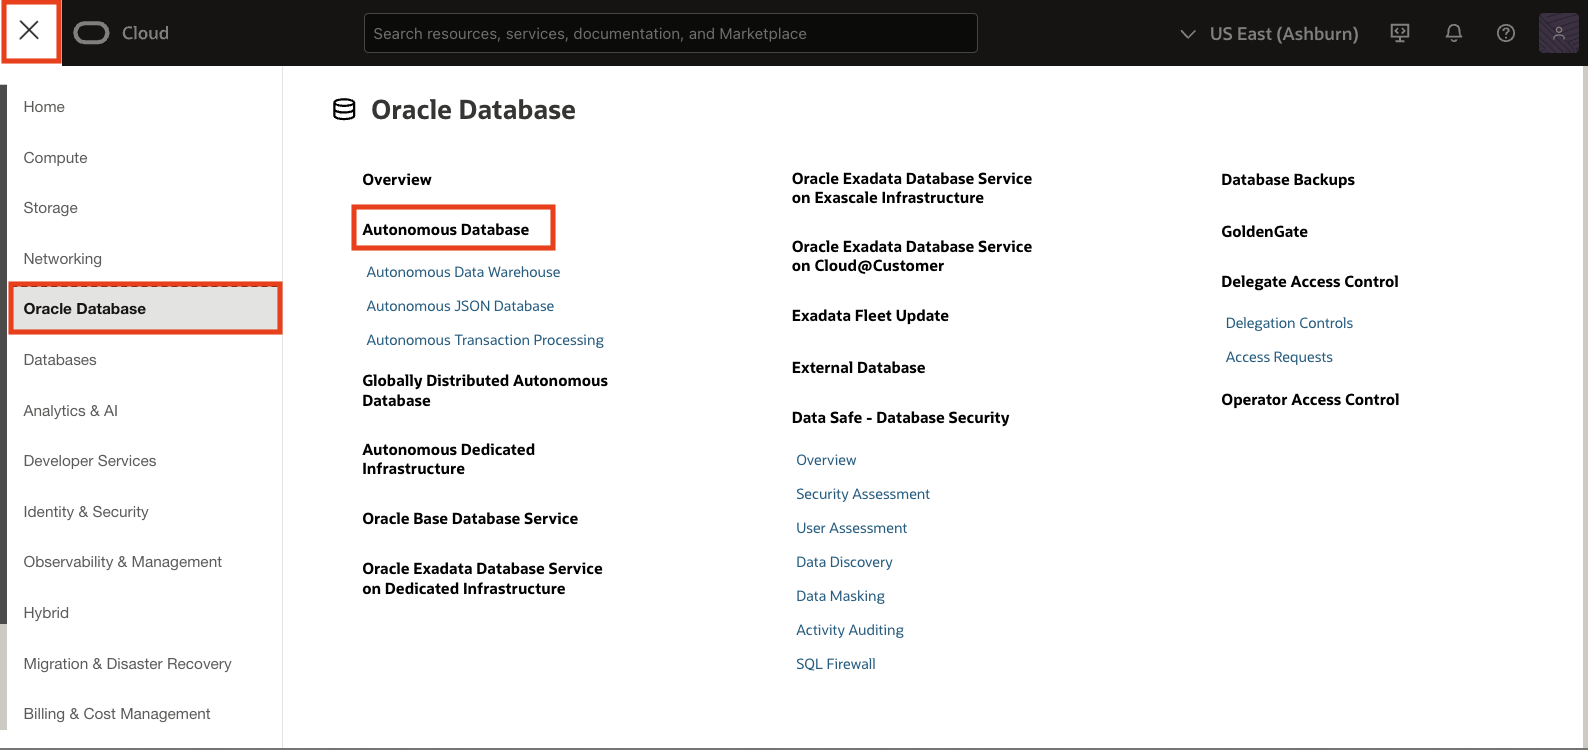 Cloud
Search resources, services, documentation, and Marketplace
US East (Ashburn)
Home
Compute
Storage
Networking
Oracle Database
Databases
Analytics & AI
Developer Services
Identity & Security
Observability & Management
Hybrid
Migration & Disaster Recovery
Billing & Cost Management
Oracle Database
Overview
Autonomous Database
Autonomous Data Warehouse
Autonomous JSON Database
Autonomous Transaction Processing
Globally Distributed Autonomous
Database
Autonomous Dedicated
Infrastructure
Oracle Base Database Service
Oracle Exadata Database Service
on Dedicated Infrastructure
Oracle Exadata Database Service
on Exascale Infrastructure
Oracle Exadata Database Service
on Cloud@Customer
Exadata Fleet Update
External Database
Data Safe - Database Security
Overview
Security Assessment
User Assessment
Data Discovery
Data Masking
Activity Auditing
SQL Firewall
Database Backups
GoldenGate
Delegate Access Control
Delegation Controls
Access Requests
Operator Access Control